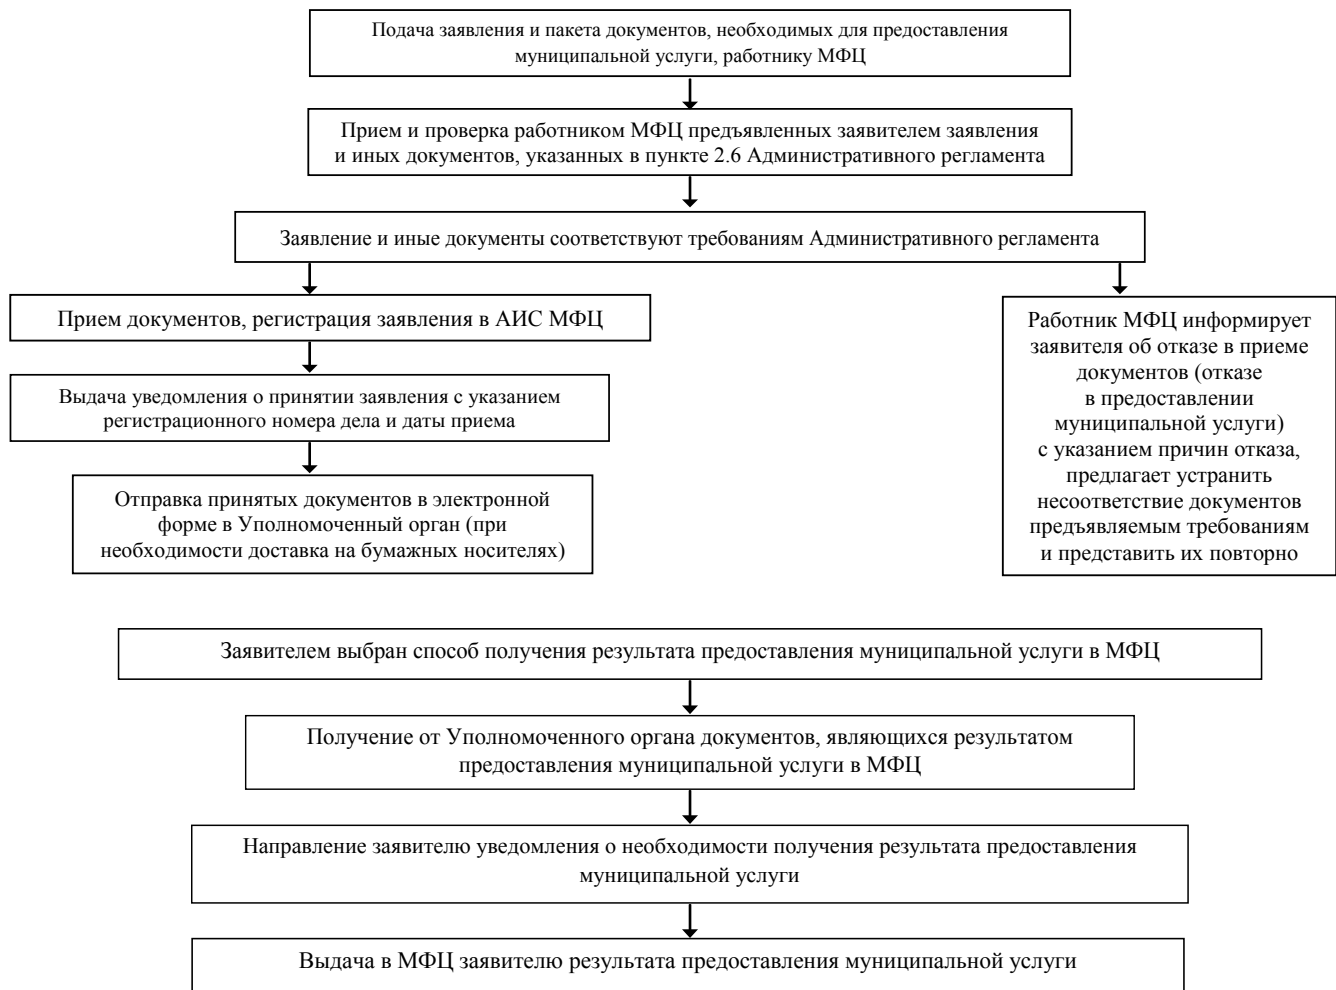 Подача заявления и пакета документов, необходимых для предоставления
муниципальной услуги, работнику МФЦ
Прием и проверка работником МФЦ предъявленных заявителем заявления
и иных документов, указанных в пункте 2.6 Административного регламента
Заявление и иные документы соответствуют требованиям Административного регламента
Прием документов, регистрация заявления в АИС МФЦ
Выдача уведомления о принятии заявления с указанием
регистрационного номера дела и даты приема
Отправка принятых документов в электронной
форме в Уполномоченный орган (при
необходимости доставка на бумажных носителях)
Работник МФЦ информирует
заявителя об отказе в приеме
документов (отказе
в предоставлении
муниципальной услуги)
с указанием причин отказа,
предлагает устранить
несоответствие документов
предъявляемым требованиям
и представить их повторно
Заявителем выбран способ получения результата предоставления муниципальной услуги в МФЦ
Получение от Уполномоченного органа документов, являющихся результатом
предоставления муниципальной услуги в МФЦ
Направление заявителю уведомления о необходимости получения результата предоставления
муниципальной услуги
Выдача в МФЦ заявителю результата предоставления муниципальной услуги